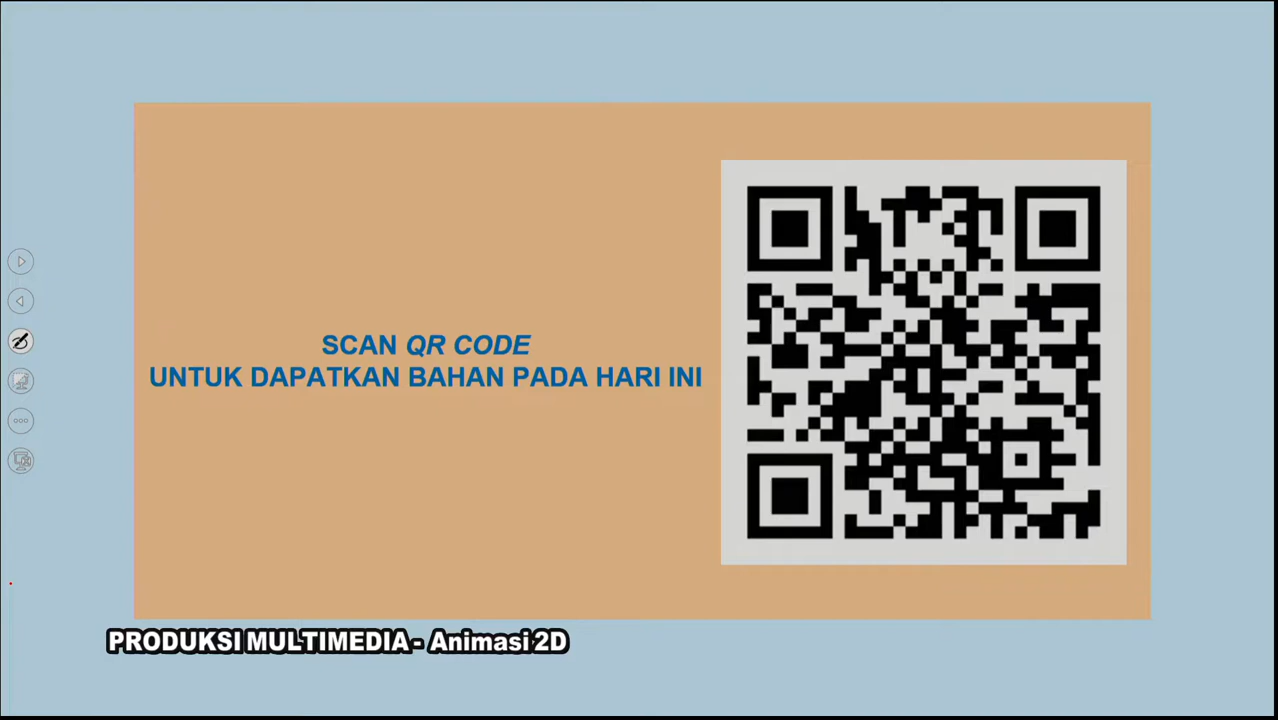 SCAN QR CODE
UNTUK DAPATKAN BAHAN PADA HARI INI
PRODUKSI MULTIMEDIA - Animasi 2D